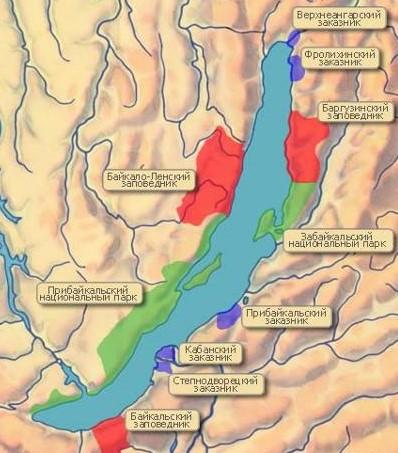 Верхнеангарский
заказник
Фролихинский
заказник
Баргузинский
заповедник
Байкало-Ленский
заповедник
Забайкальский
национальный парк
Прибайкальский
национальный парк
Прибайкальский
заказник
Кабанский
заказник
Степнодворецкий
заказник
Байкальский
заповедник